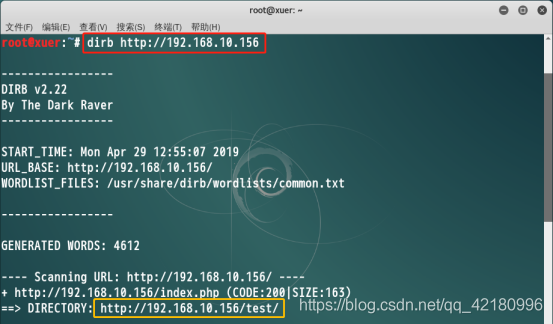 root@xuer: ~
文件(F) 编辑(E) 查看(V) 搜索(S) 终端(T) 帮助(H)
root@xuer:~# dirb http://192.168.10.156
-----------------
DIRB v2.22
By The Dark Raver
-----------------
START_TIME: Mon Apr 29 12:55:07 2019
URL_BASE: http://192.168.10.156/
WORDLIST_FILES: /usr/share/dirb/wordlists/common.txt
-----------------
GENERATED WORDS: 4612
---- Scanning URL: http://192.168.10.156/ ----
+ http://192.168.10.156/index.php (CODE:200|SIZE:163)
==> DIRECTORY: http://192.168.10.156/test/
https://blog.csdn.net/qq_42180996